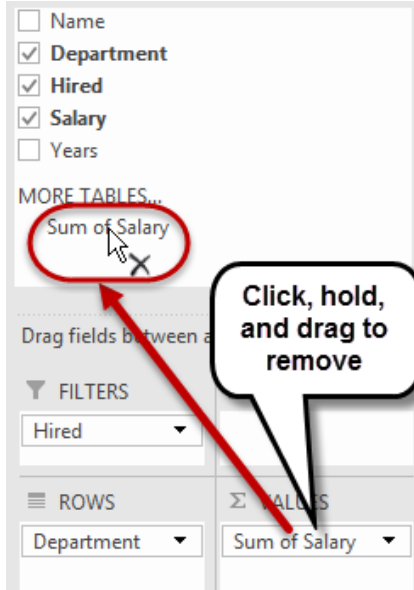 Name
Department
Hired
Salary
Years
MORE TABLES...
Sum of Salary
Click, hold,
and drag to
remove
Drag fields between a
FILTERS
Hired
ROWS
Σ VALUES
Department
Sum of Salary